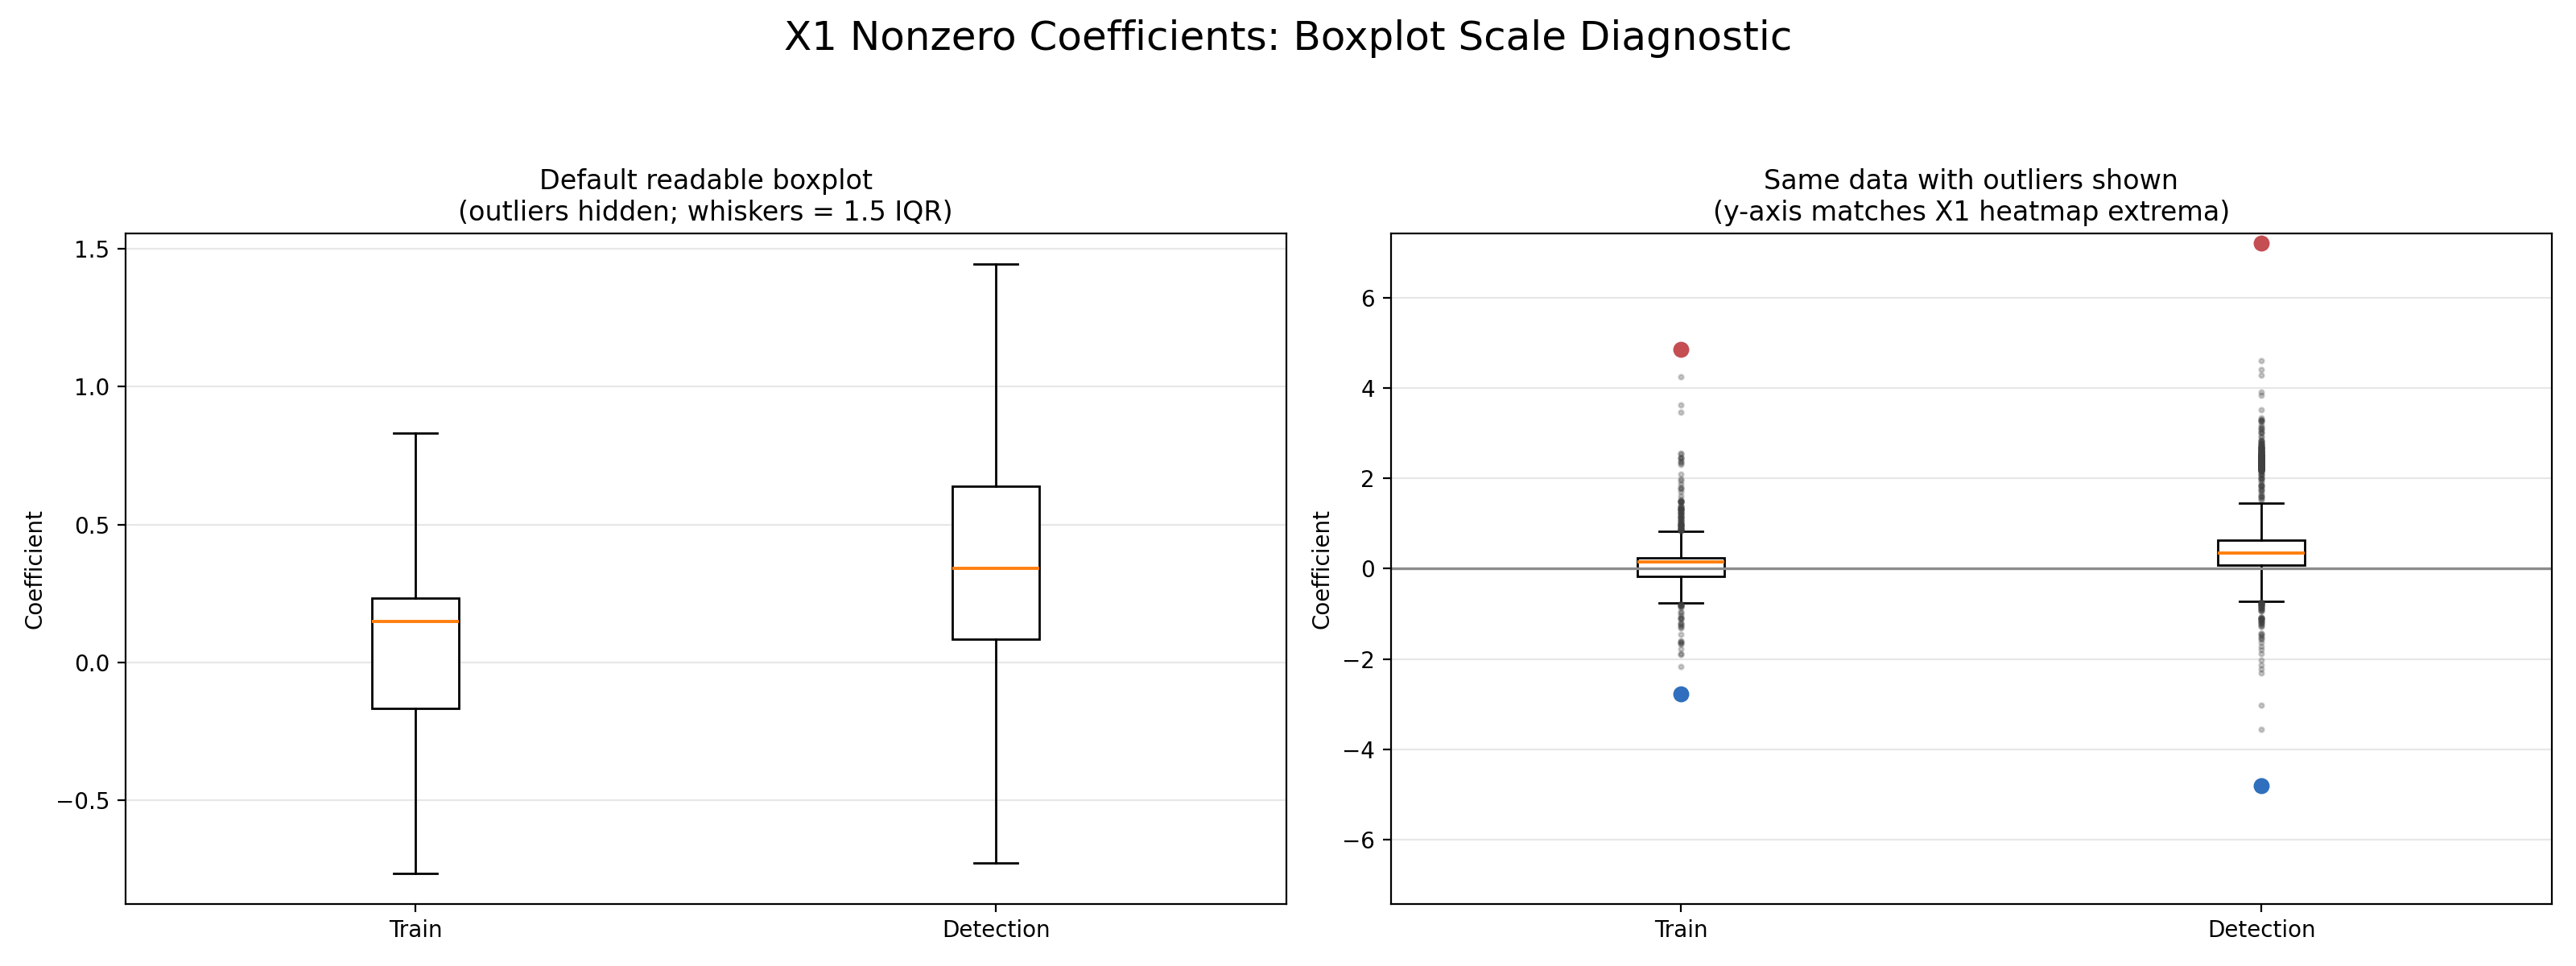 X1 Nonzero Coefficients: Boxplot Scale Diagnostic
Default readable boxplot
(outliers hidden; whiskers = 1.5 IQR)
Coefficient
1.5
1.0
0.5
0.0
−0.5
Train
Detection
Same data with outliers shown
(y-axis matches X1 heatmap extrema)
Coefficient
6
4
2
0
−2
−4
−6
Train
Detection